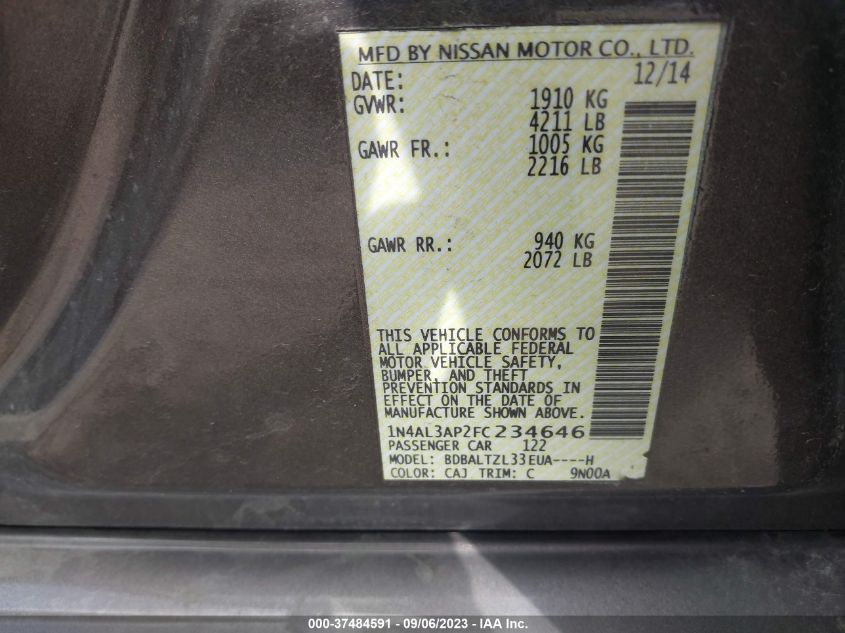 MFD BY NISSAN MOTOR CO., LTD.
DATE: 12/14
GVWR: 1910 KG
4211 LB
GAWR FR.: 1005 KG
2216 LB
GAWR RR.: 940 KG
2072 LB
THIS VEHICLE CONFORMS TO
ALL APPLICABLE FEDERAL
MOTOR VEHICLE SAFETY,
BUMPER, AND THEFT
PREVENTION STANDARDS IN
EFFECT ON THE DATE OF
MANUFACTURE SHOWN ABOVE.
1N4AL3AP2FC234646
PASSENGER CAR 122
MODEL: BDBALTZL33EUA----H
COLOR: CAJ TRIM: C 9N00A
000-37484591 - 09/06/2023 - IAA Inc.